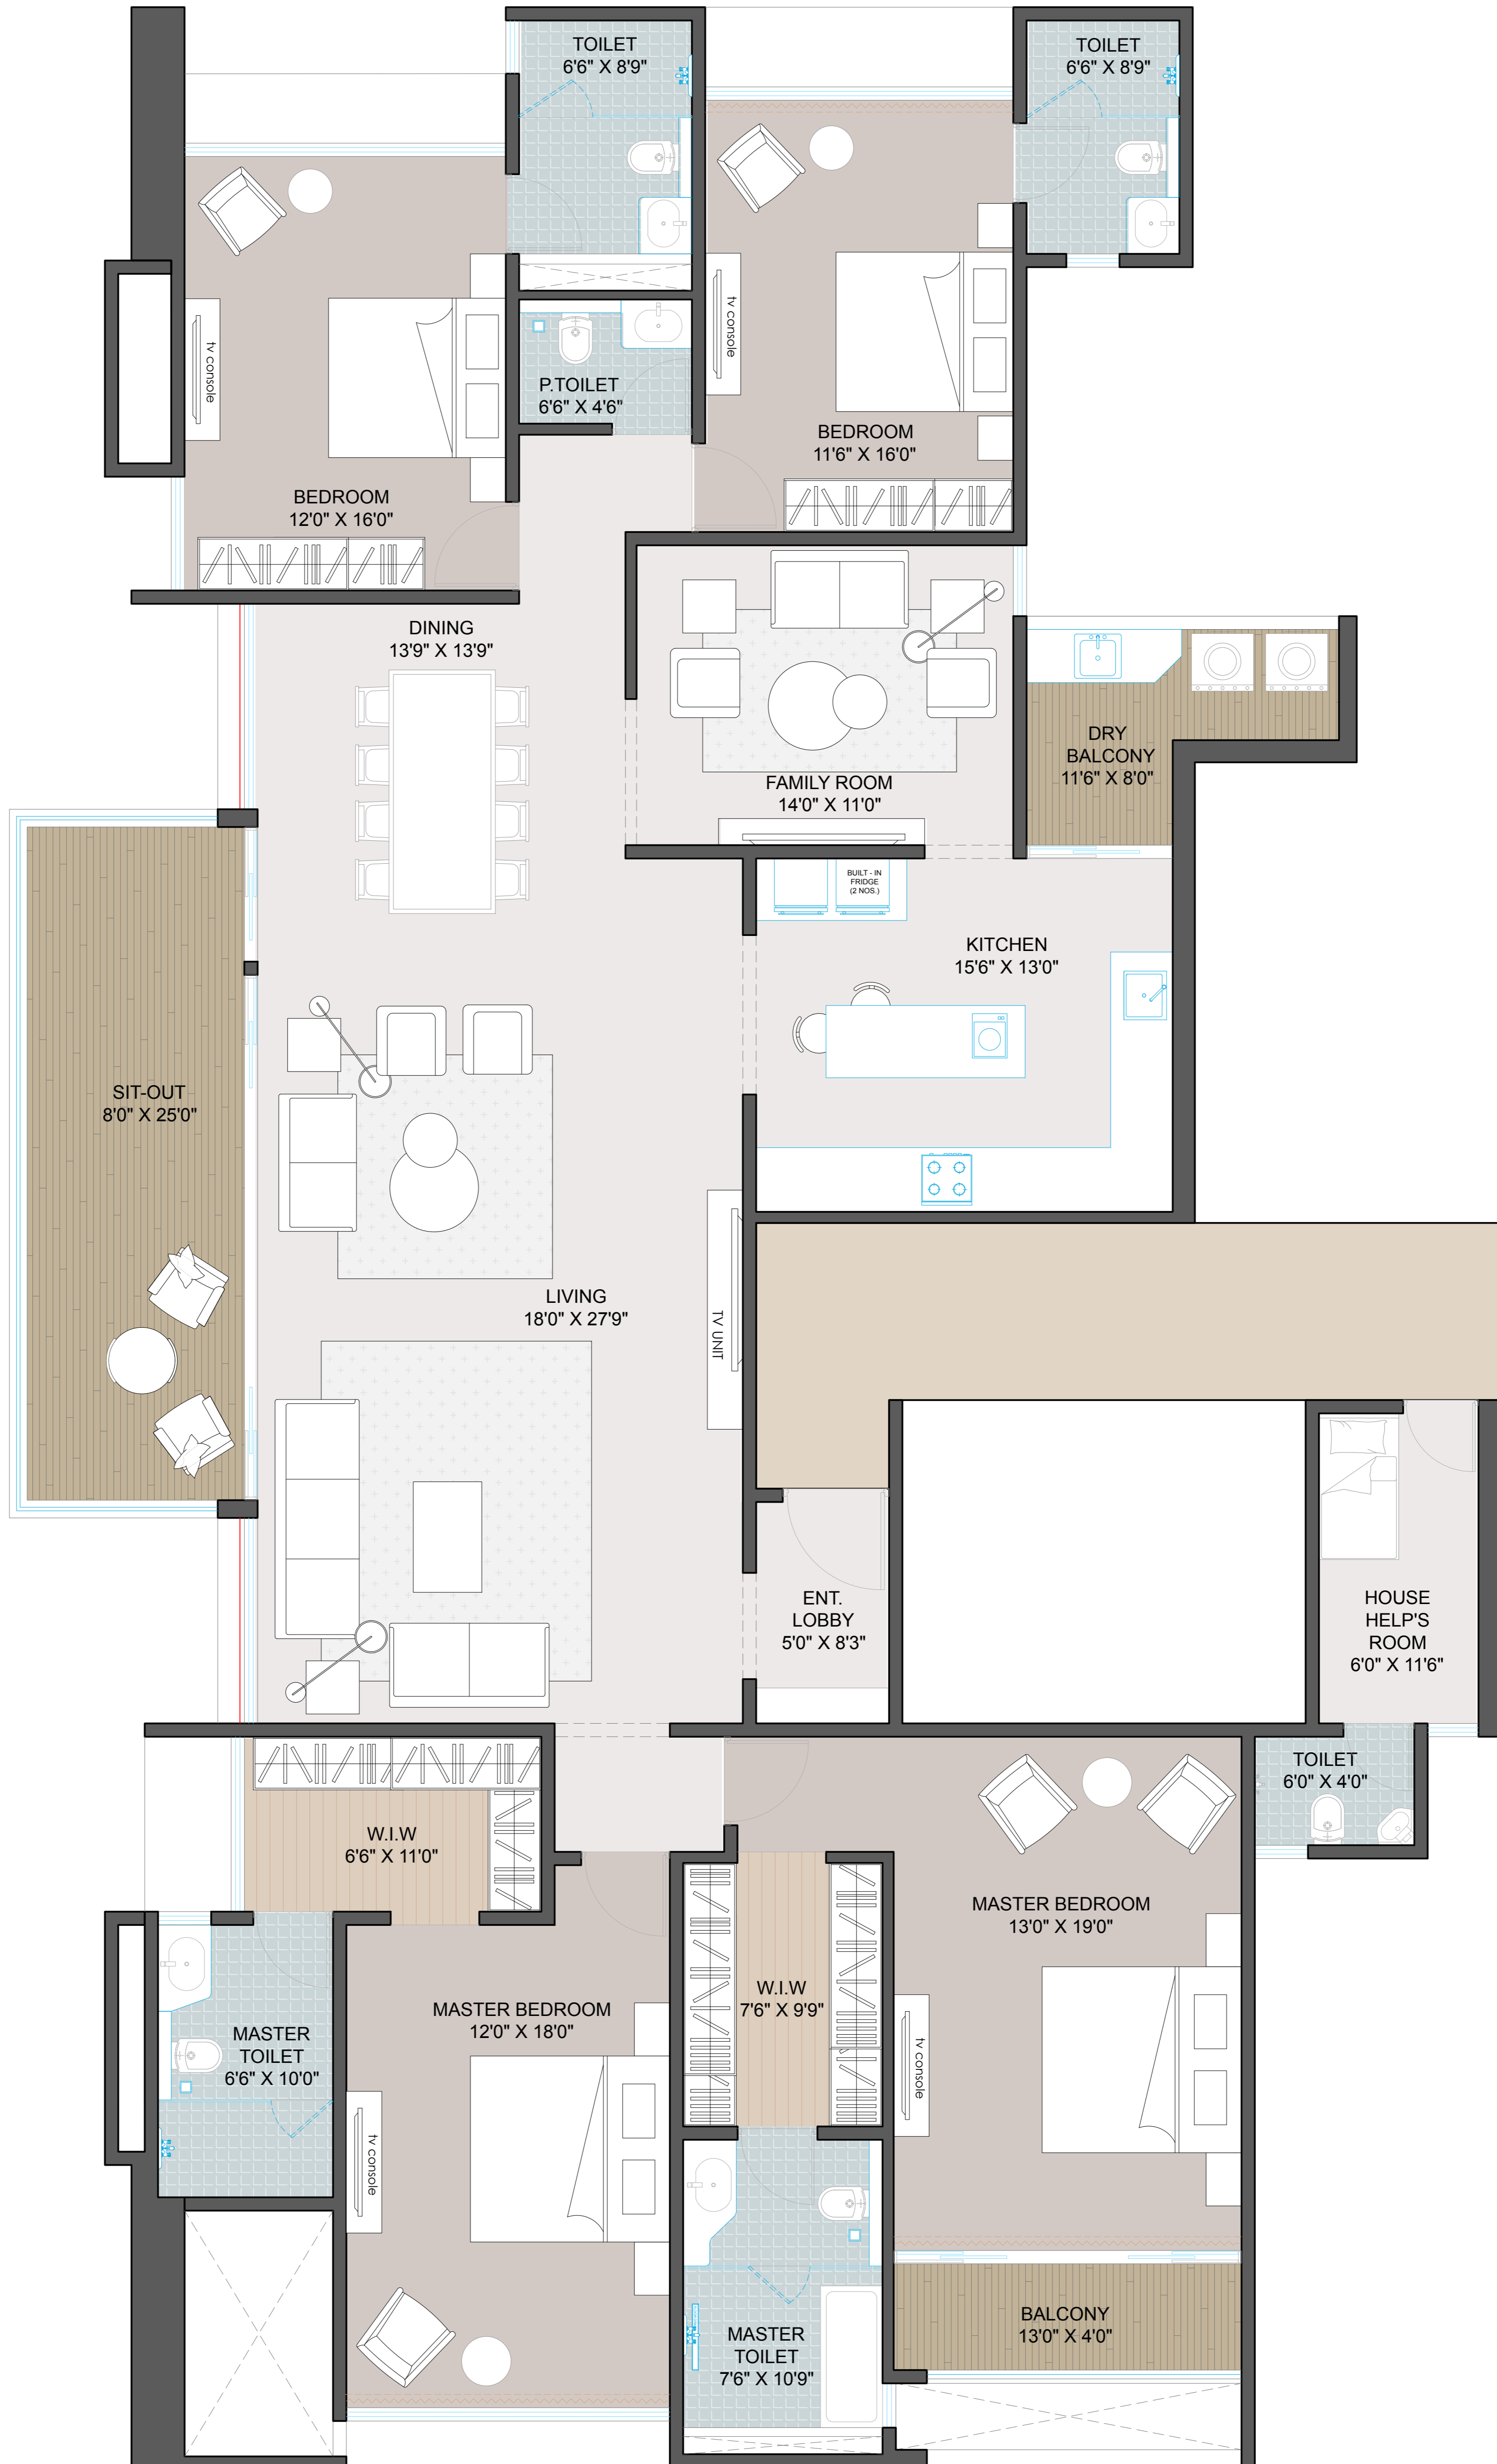 TOILET
6'6" X 8'9"
TOILET
6'6" X 8'9"
tv console
tv console
P.TOILET
6'6" X 4'6"
BEDROOM
11'6" X 16'0"
BEDROOM
12'0" X 16'0"
DINING
13'9" X 13'9"
DRY
BALCONY
11'6" X 8'0"
FAMILY ROOM
14'0" X 11'0"
BUILT - IN
FRIDGE
(2 NOS.)
KITCHEN
15'6" X 13'0"
SIT-OUT
8'0" X 25'0"
LIVING
18'0" X 27'9"
TV UNIT
ENT.
LOBBY
5'0" X 8'3"
HOUSE
HELP'S
ROOM
6'0" X 11'6"
TOILET
6'0" X 4'0"
W.I.W
6'6" X 11'0"
MASTER BEDROOM
13'0" X 19'0"
W.I.W
7'6" X 9'9"
MASTER BEDROOM
12'0" X 18'0"
MASTER
TOILET
6'6" X 10'0"
tv console
tv console
BALCONY
13'0" X 4'0"
MASTER
TOILET
7'6" X 10'9"